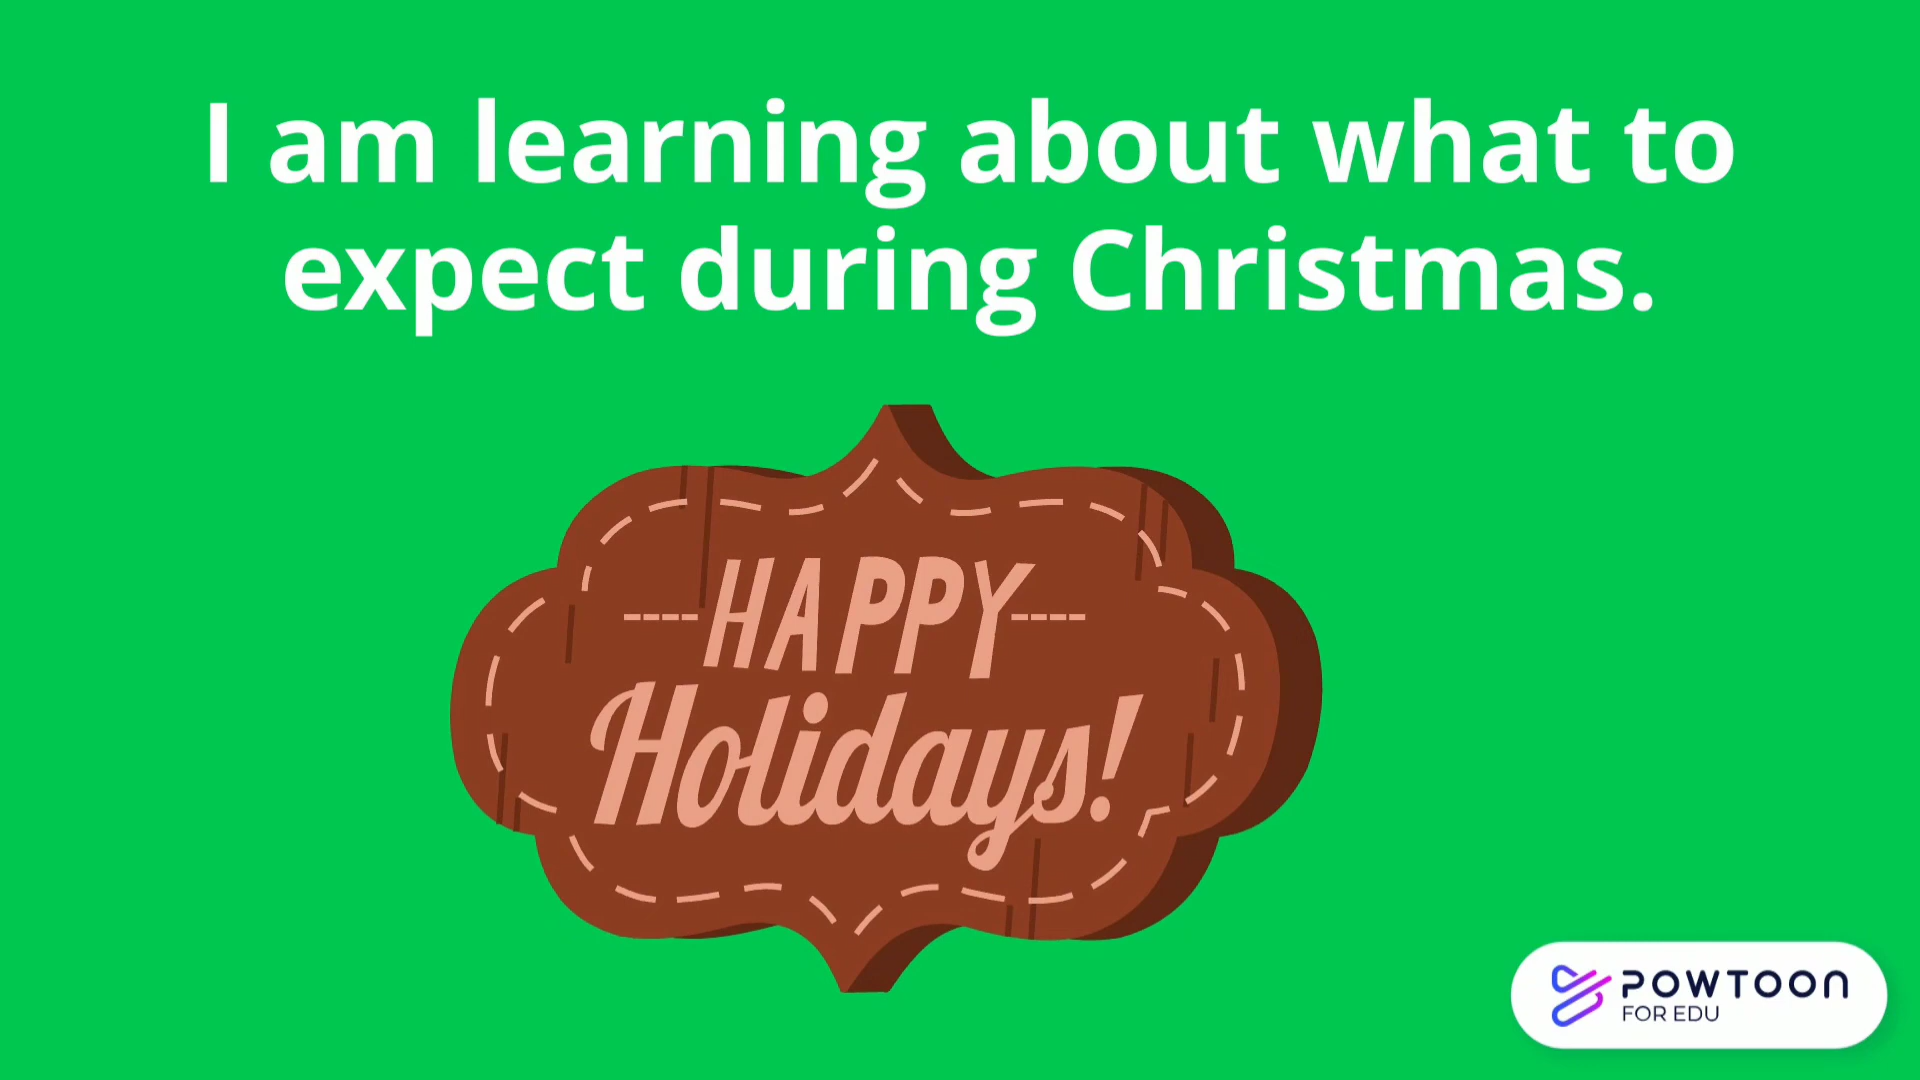 I am learning about what to
expect during Christmas.
HAPPY
Holidays!
POWTOON
FOR EDU